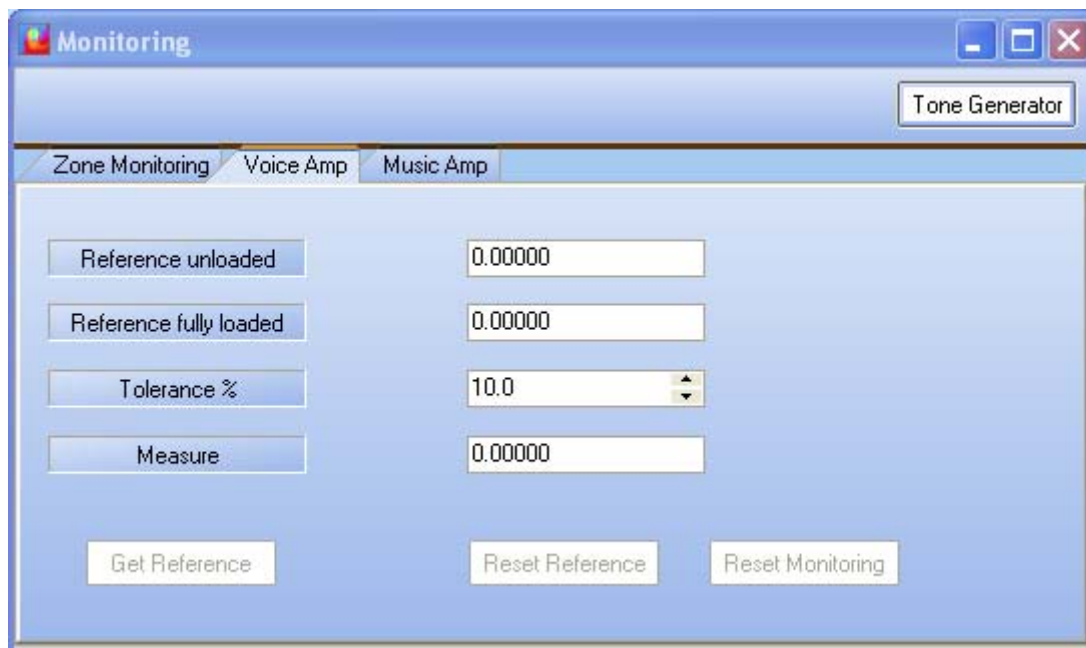 Monitoring
Tone Generator
Zone Monitoring Voice Amp Music Amp
Reference unloaded 0.00000
Reference fully loaded 0.00000
Tolerance % 10.0
Measure 0.00000
Get Reference Reset Reference Reset Monitoring